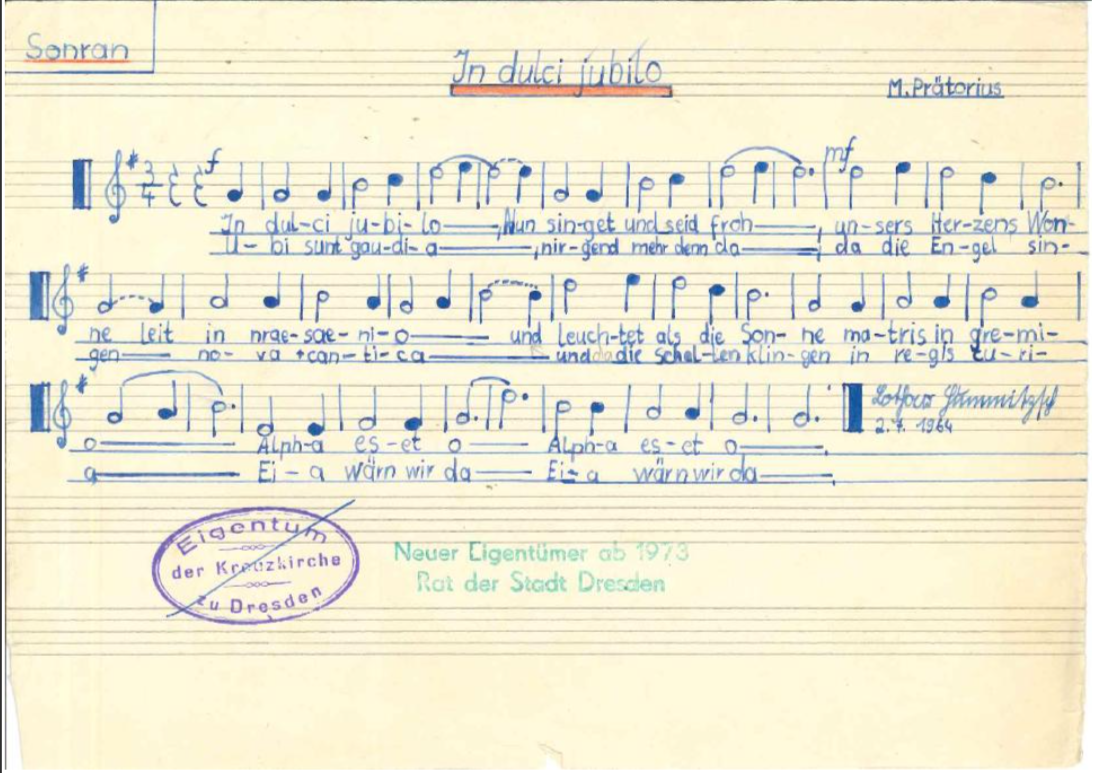 Sopran
In dulci jubilo
M. Prätorius
f mf
3 4
In dul-ci ju-bi-lo, Nun sin-get und seid froh, un-sers Her-zens Won-
U-bi sunt gau-di-a, nir-gend mehr denn da, da die En-gel sin-
ne leit in prae-sae-pi-o und leuch-tet als die Son-ne ma-tris in gre-mi-
gen no-va can-ti-ca und die schel-len klin-gen in re-gis cu-ri-
o Alph-a es-et o Alph-a es-et o.
a Ei-a wärn wir da Ei-a wärn wir da,
Lothar
2.7. 1964
Eigentum
der Kreuzkirche
zu Dresden
Neuer Eigentümer ab 1973
Rat der Stadt Dresden